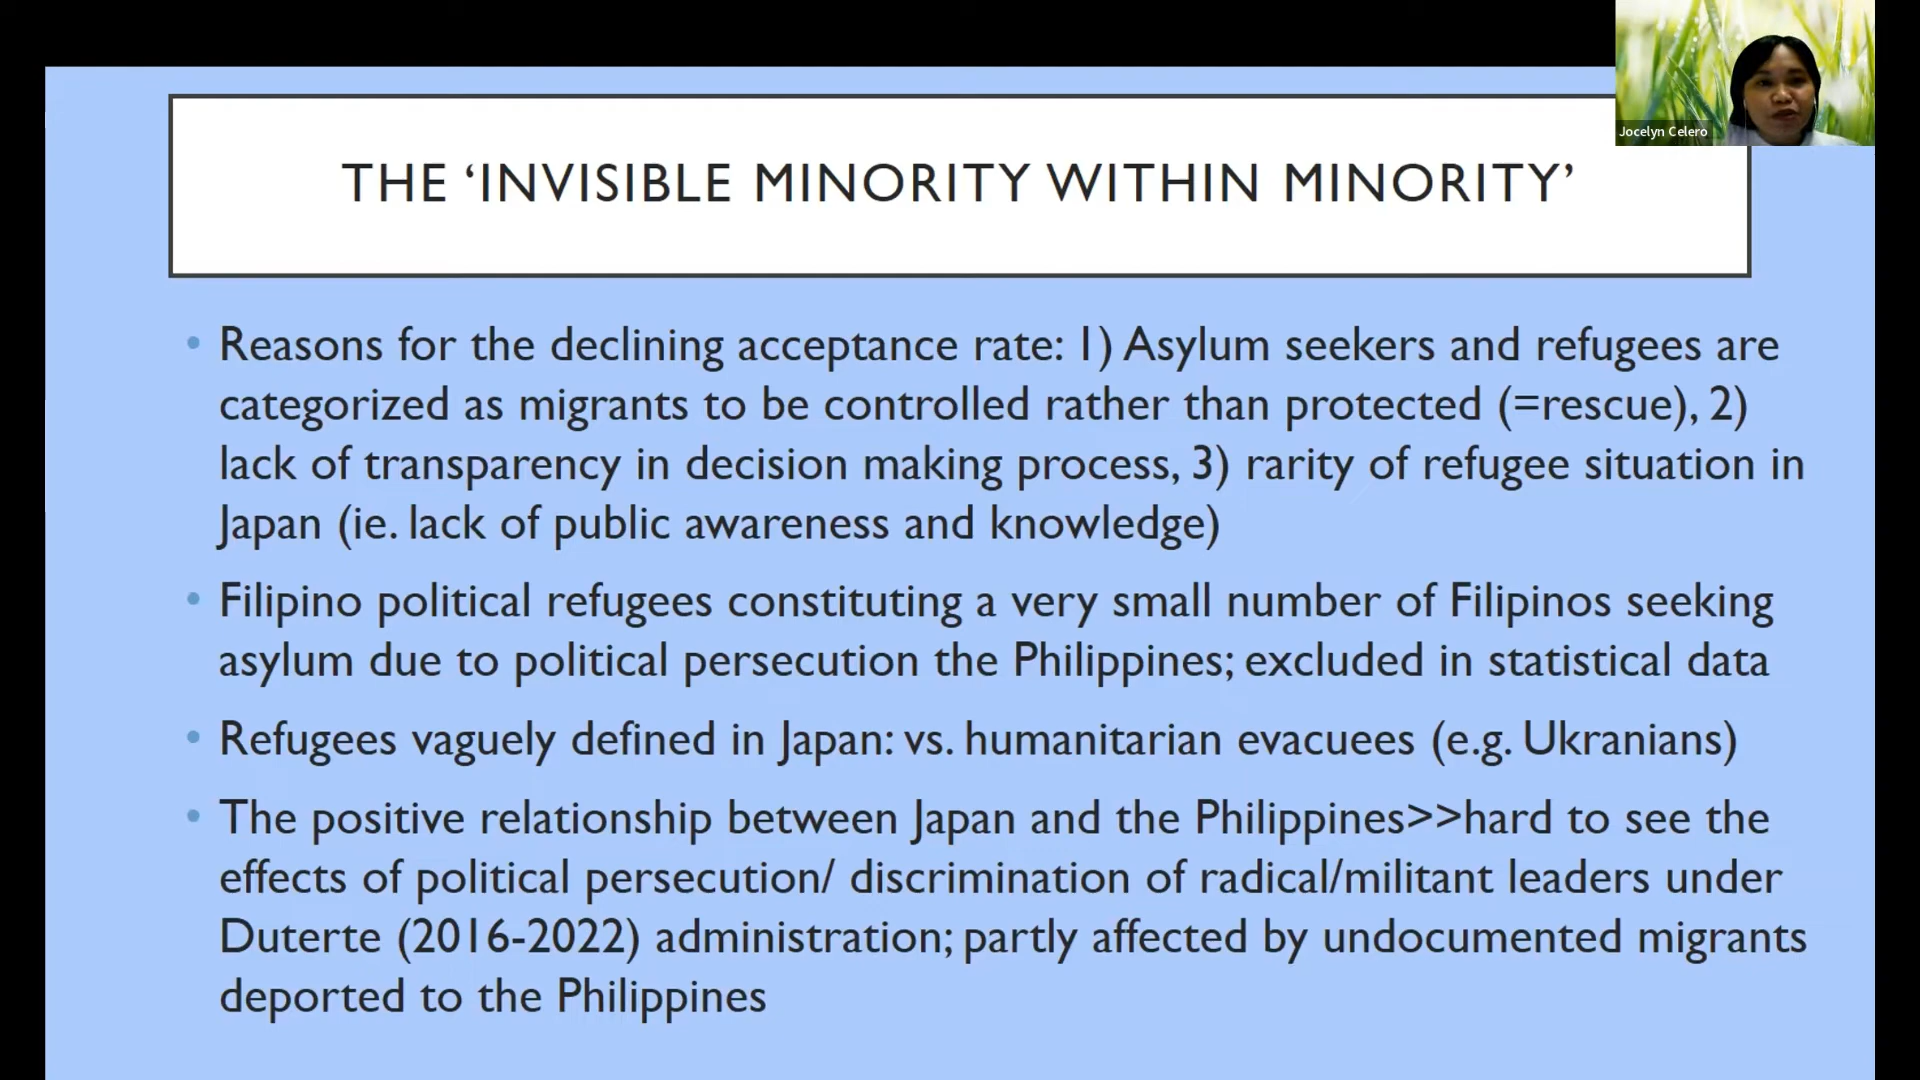 Jocelyn Celero
THE ‘INVISIBLE MINORITY WITHIN MINORITY’
• Reasons for the declining acceptance rate: 1) Asylum seekers and refugees are
categorized as migrants to be controlled rather than protected (=rescue), 2)
lack of transparency in decision making process, 3) rarity of refugee situation in
Japan (ie. lack of public awareness and knowledge)
• Filipino political refugees constituting a very small number of Filipinos seeking
asylum due to political persecution the Philippines; excluded in statistical data
• Refugees vaguely defined in Japan: vs. humanitarian evacuees (e.g. Ukranians)
• The positive relationship between Japan and the Philippines>>hard to see the
effects of political persecution/ discrimination of radical/militant leaders under
Duterte (2016-2022) administration; partly affected by undocumented migrants
deported to the Philippines